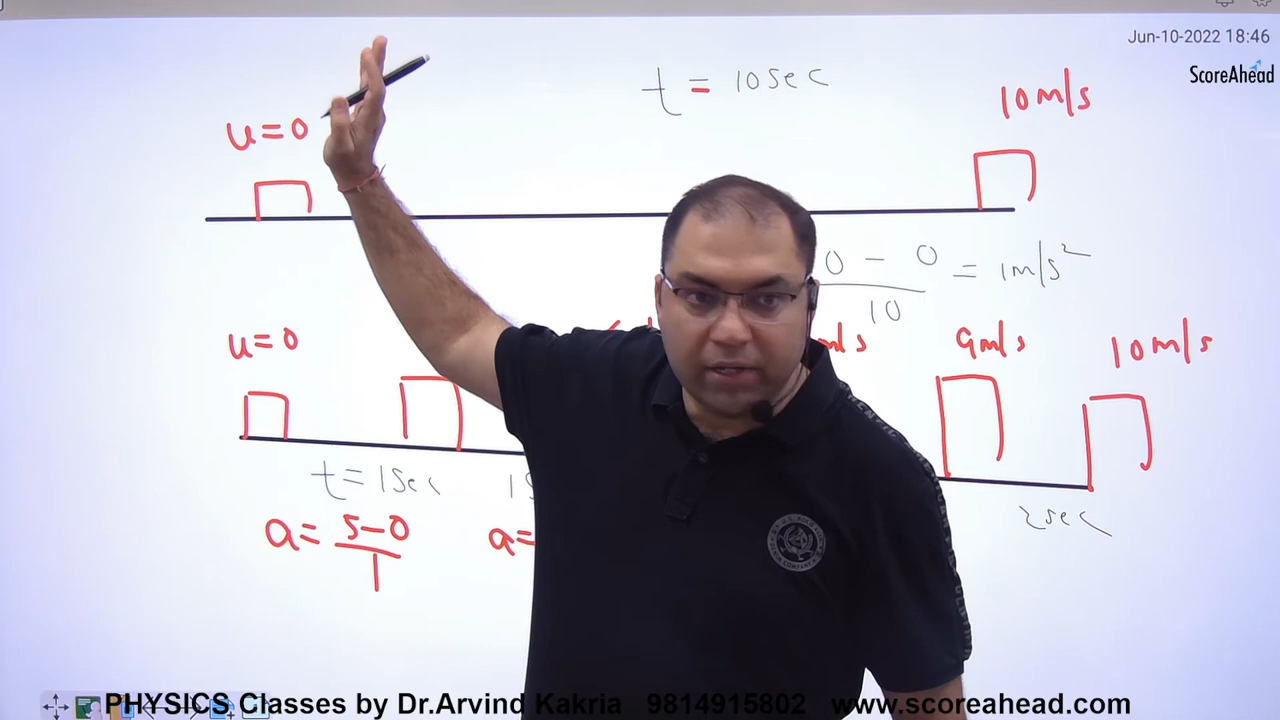 Jun-10-2022 18:46
ScoreAhead
t = 10sec
10m/s
u=0
0 - 0
10
= 1m/s²
u=0
m/s
9m/s
10m/s
t=1sec
2sec
a= 5-0
1
a=
PHYSICS Classes by Dr.Arvind Kakria 9814915802 www.scoreahead.com